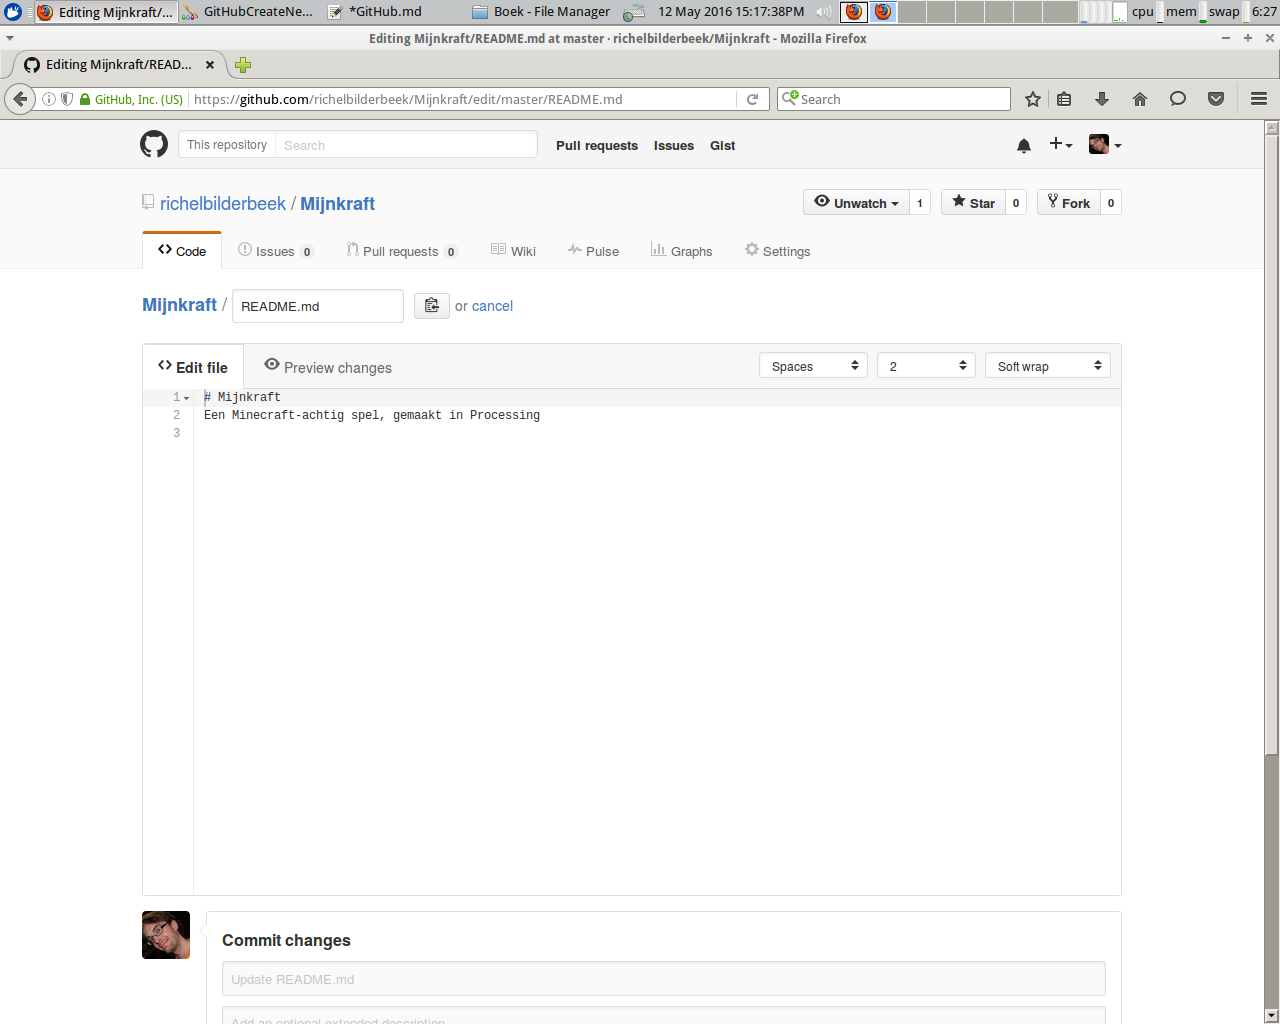 Editing Mijnkraft/... GitHubCreateNe... *GitHub.md Boek - File Manager 12 May 2016 15:17:38PM cpu mem swap 6:27
Editing Mijnkraft/README.md at master · richelbilderbeek/Mijnkraft - Mozilla Firefox
Editing Mijnkraft/READ...
GitHub, Inc. (US) https://github.com/richelbilderbeek/Mijnkraft/edit/master/README.md Search
This repository Search Pull requests Issues Gist
richelbilderbeek / Mijnkraft Unwatch 1 Star 0 Fork 0
Code Issues 0 Pull requests 0 Wiki Pulse Graphs Settings
Mijnkraft / README.md or cancel
Edit file Preview changes Spaces 2 Soft wrap
1 # Mijnkraft
2 Een Minecraft-achtig spel, gemaakt in Processing
3
Commit changes
Update README.md
Add an optional extended description